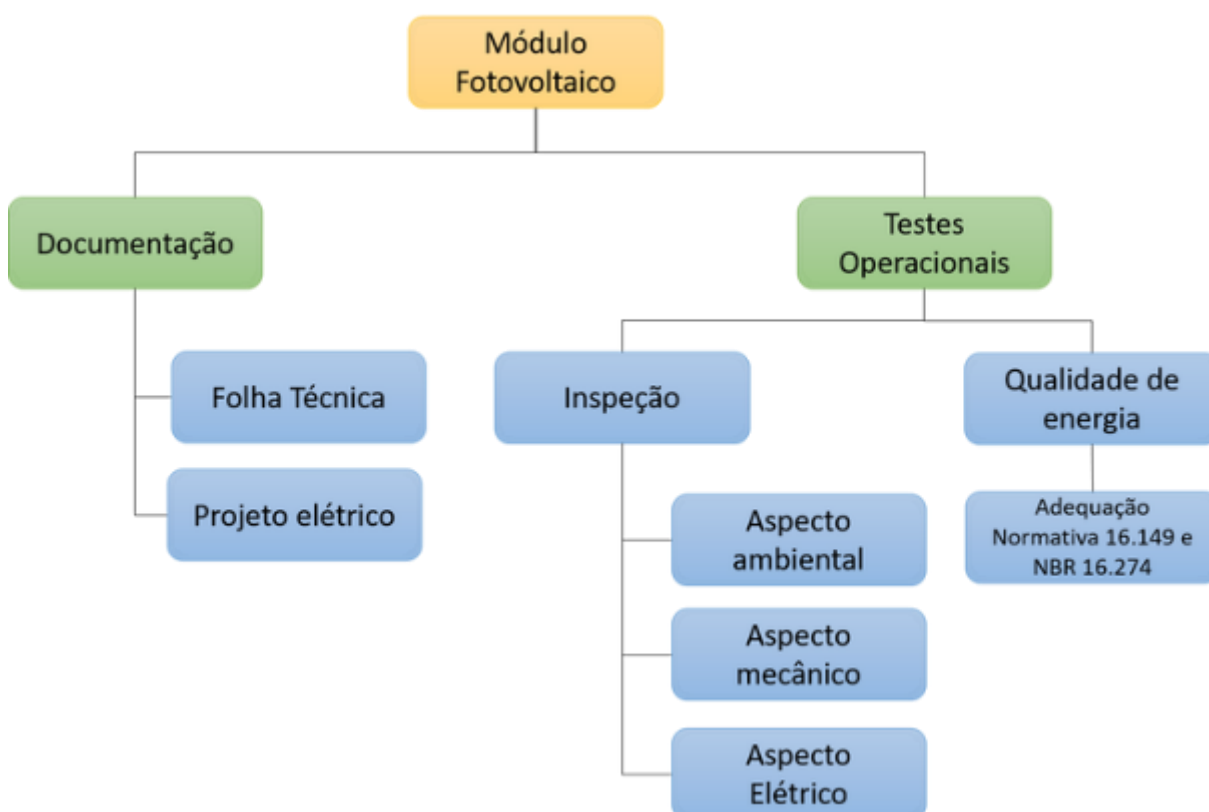 Módulo
Fotovoltaico
Documentação
Testes
Operacionais
Folha Técnica
Projeto elétrico
Inspeção
Qualidade de
energia
Aspecto
ambiental
Aspecto
mecânico
Aspecto
Elétrico
Adequação
Normativa 16.149 e
NBR 16.274